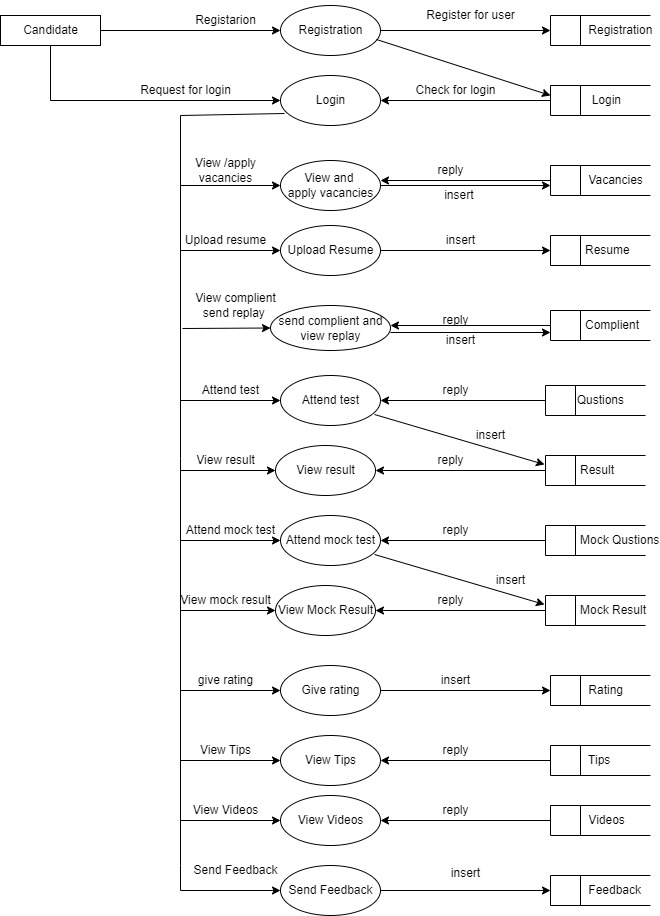 Candidate
Registarion
Registration
Register for user
Registration
Request for login
Login
Check for login
Login
View /apply
vacancies
View and
apply vacancies
reply
insert
Vacancies
Upload resume
Upload Resume
insert
Resume
View complient
send replay
send complient and
view replay
reply
insert
Complient
Attend test
Attend test
reply
Qustions
insert
View result
View result
reply
Result
Attend mock test
Attend mock test
reply
Mock Qustions
insert
View mock result
View Mock Result
reply
Mock Result
give rating
Give rating
insert
Rating
View Tips
View Tips
reply
Tips
View Videos
View Videos
reply
Videos
Send Feedback
Send Feedback
insert
Feedback